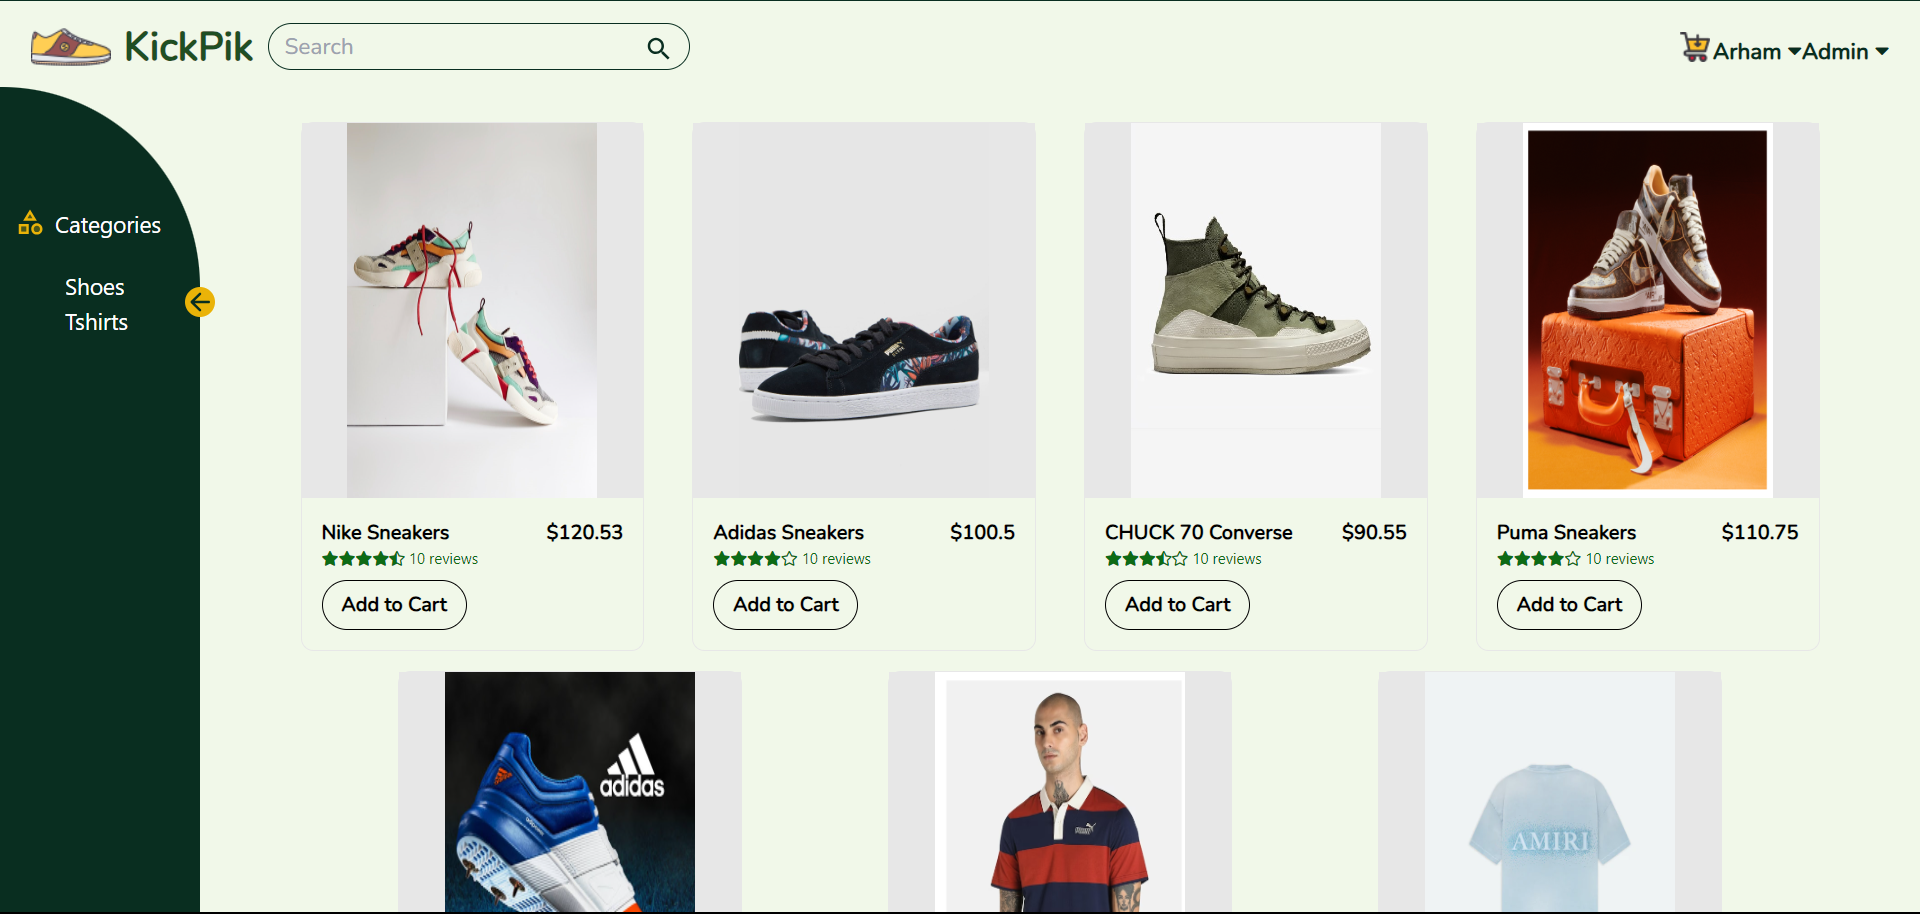 KickPik
Search
Arham
Admin
Categories
Shoes
Tshirts
Nike Sneakers $120.53
10 reviews
Add to Cart
Adidas Sneakers $100.5
10 reviews
Add to Cart
CHUCK 70 Converse $90.55
10 reviews
Add to Cart
Puma Sneakers $110.75
10 reviews
Add to Cart
adidas
AMIRI